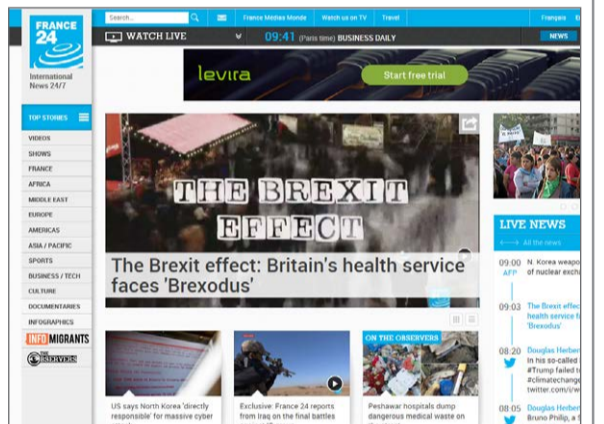 FRANCE
24
International
News 24/7
Search...
France Médias Monde
Watch us on TV
Travel
Français
WATCH LIVE
09:41 (Paris time) BUSINESS DAILY
NEWS
levira
Start free trial
TOP STORIES
VIDEOS
SHOWS
FRANCE
AFRICA
MIDDLE EAST
EUROPE
AMERICAS
ASIA / PACIFIC
SPORTS
BUSINESS / TECH
CULTURE
DOCUMENTARIES
INFOGRAPHICS
INFO MIGRANTS
THE OBSERVERS
THE BREXIT
EFFECT
The Brexit effect: Britain's health service
faces 'Brexodus'
US says North Korea 'directly
responsible' for massive cyber
Exclusive: France 24 reports
from Iraq on the final battles
ON THE OBSERVERS
Peshawar hospitals dump
dangerous medical waste on
LIVE NEWS
All the news
09:00
AFP
N. Korea weapo
of nuclear exch
09:03
The Brexit effec
health service f
'Brexodus'
08:20
Douglas Herber
In his so-called
#Trump failed t
#climatechange
twitter.com/i/w
08:05
Douglas Herber
Bruno Philip, a f